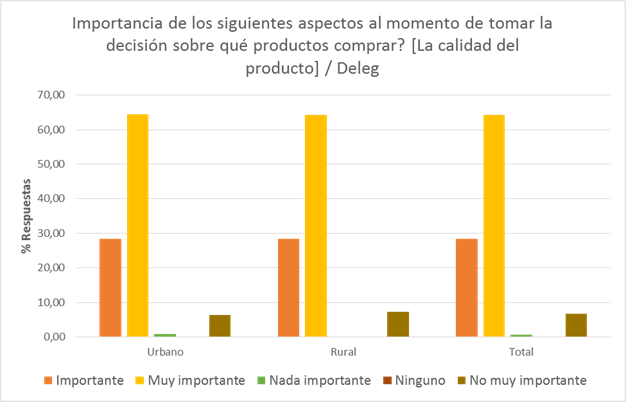 Importancia de los siguientes aspectos al momento de tomar la
decisión sobre qué productos comprar? [La calidad del
producto] / Deleg
70,00
60,00
50,00
40,00
30,00
20,00
10,00
0,00
% Respuestas
Urbano Rural Total
Importante Muy importante Nada importante Ninguno No muy importante